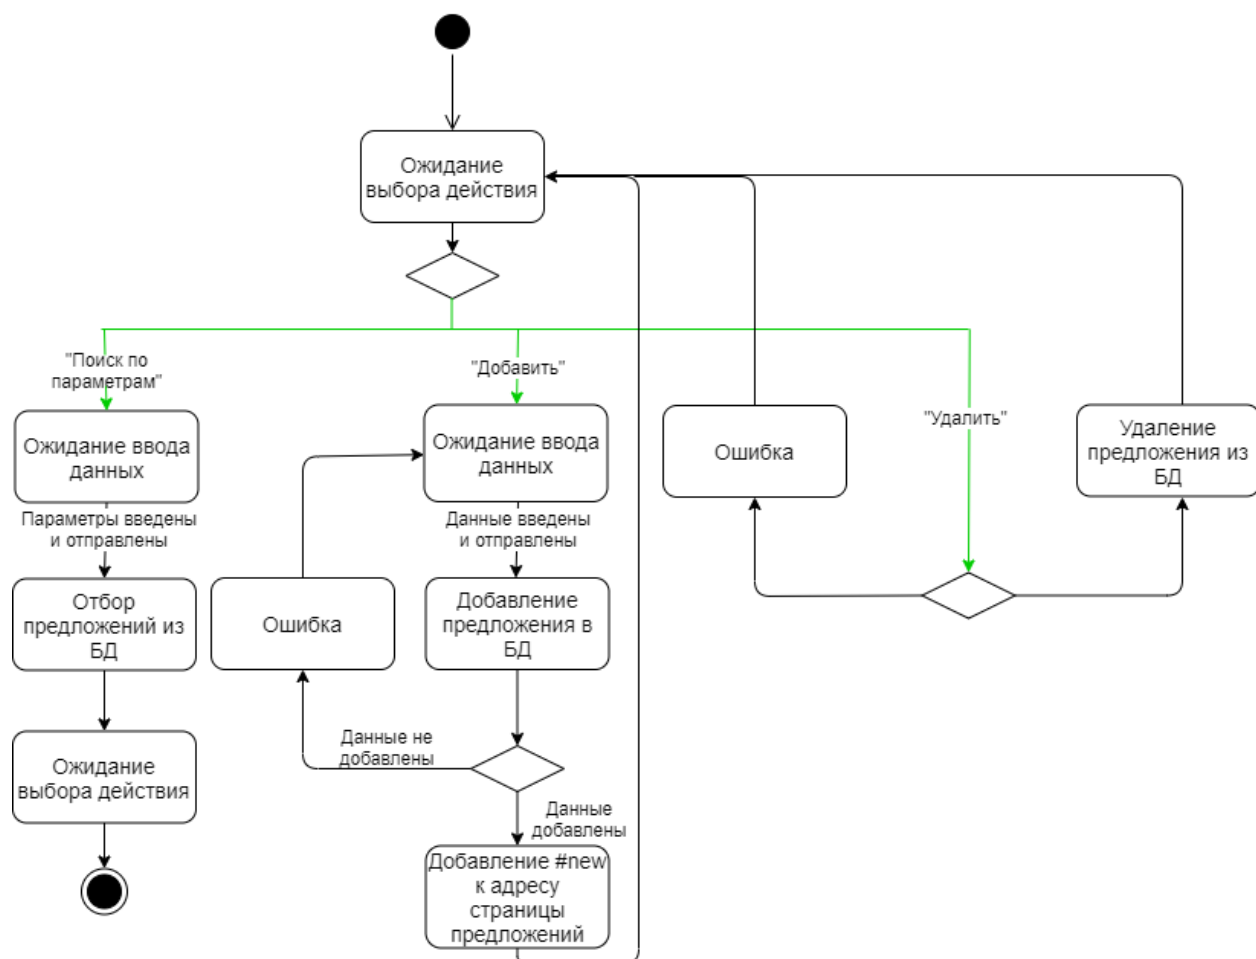 Ожидание
выбора действия
"Поиск по
параметрам"
"Добавить"
"Удалить"
Ожидание ввода
данных
Ожидание ввода
данных
Ошибка
Удаление
предложения из
БД
Параметры введены
и отправлены
Данные введены
и отправлены
Отбор
предложений из
БД
Ошибка
Добавление
предложения в
БД
Ожидание
выбора действия
Данные не
добавлены
Данные
добавлены
Добавление #new
к адресу
страницы
предложений